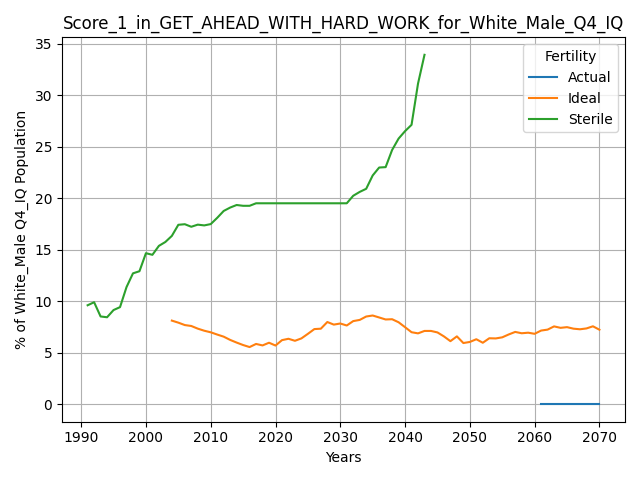 Score_1_in_GET_AHEAD_WITH_HARD_WORK_for_White_Male_Q4_IQ
% of White_Male Q4_IQ Population
35
30
25
20
15
10
5
0
Fertility
Actual
Ideal
Sterile
1990 2000 2010 2020 2030 2040 2050 2060 2070
Years